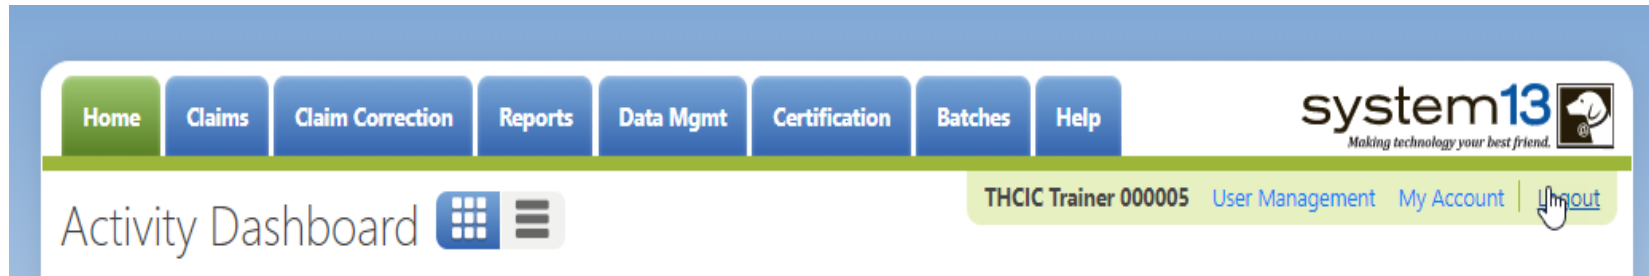 Home Claims Claim Correction Reports Data Mgmt Certification Batches Help
system13
Making technology your best friend.
THCIC Trainer 000005 User Management My Account Logout
Activity Dashboard